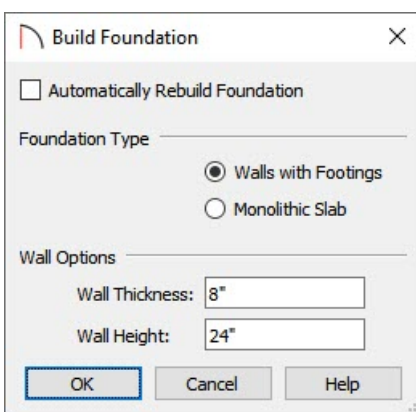 Build Foundation
Automatically Rebuild Foundation
Foundation Type
Walls with Footings
Monolithic Slab
Wall Options
Wall Thickness: 8"
Wall Height: 24"
OK Cancel Help